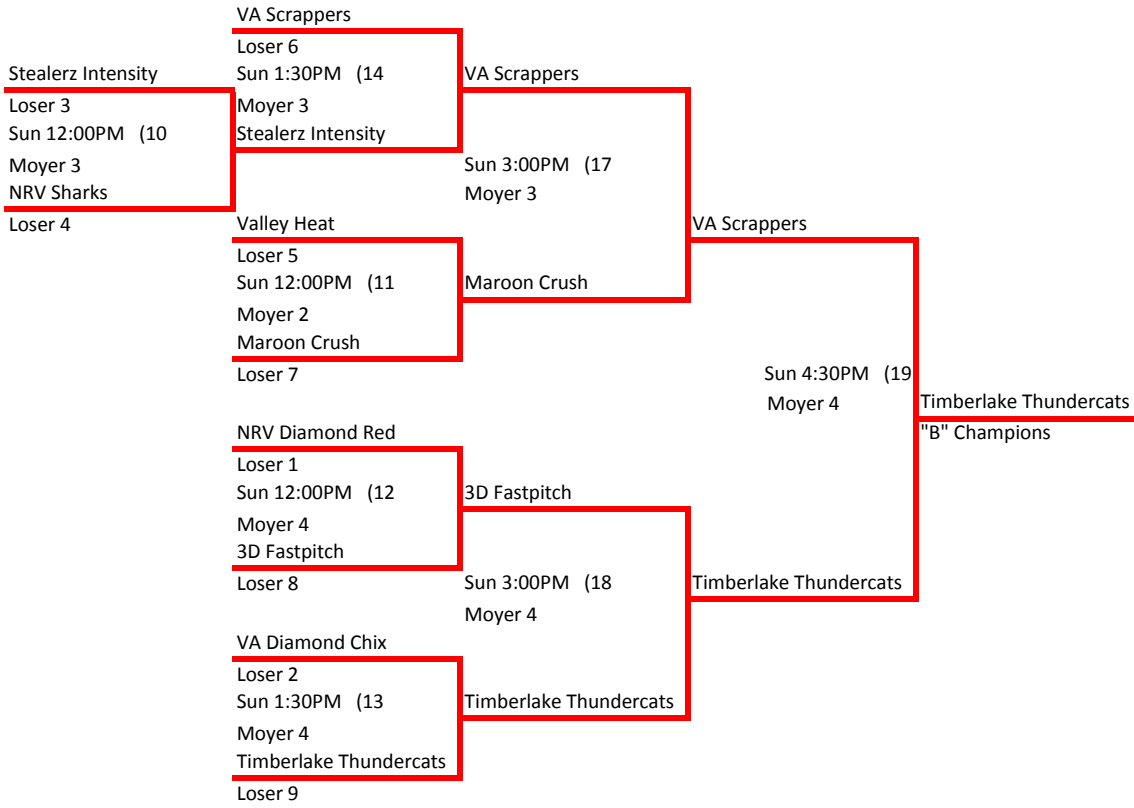 VA Scrappers
Loser 6
Stealerz Intensity
Sun 1:30PM (14
VA Scrappers
Loser 3
Moyer 3
Sun 12:00PM (10
Stealerz Intensity
Moyer 3
Sun 3:00PM (17
NRV Sharks
Moyer 3
Loser 4
Valley Heat
VA Scrappers
Loser 5
Sun 12:00PM (11
Maroon Crush
Moyer 2
Maroon Crush
Loser 7
Sun 4:30PM (19
Moyer 4
Timberlake Thundercats
NRV Diamond Red
"B" Champions
Loser 1
Sun 12:00PM (12
3D Fastpitch
Moyer 4
3D Fastpitch
Loser 8
Sun 3:00PM (18
Timberlake Thundercats
Moyer 4
VA Diamond Chix
Loser 2
Sun 1:30PM (13
Timberlake Thundercats
Moyer 4
Timberlake Thundercats
Loser 9